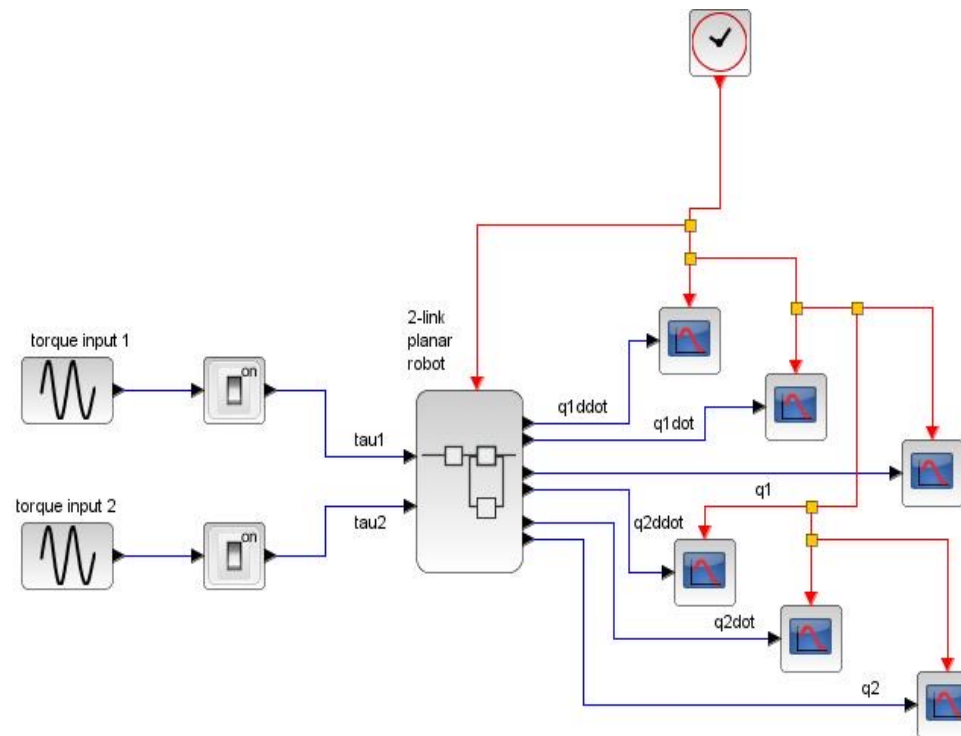 2-link
planar
robot
torque input 1
on
q1ddot
q1dot
tau1
q1
torque input 2
tau2
q2ddot
on
q2dot
q2